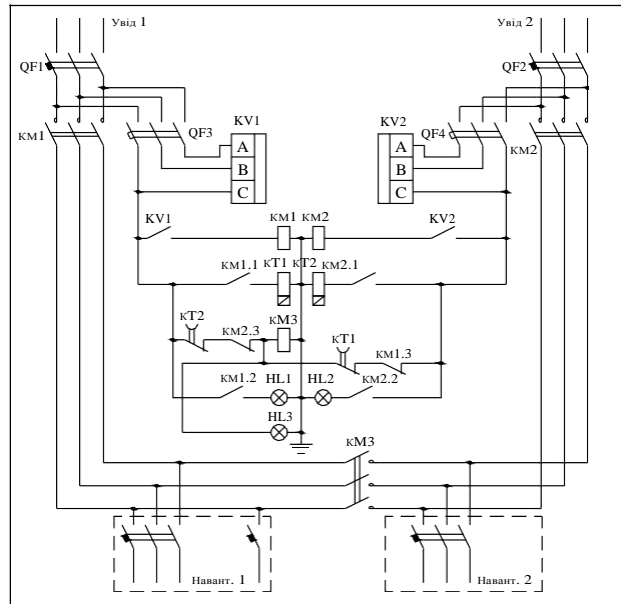 Увід 1
Увід 2
QF1
QF2
KV1
KV2
QF3
QF4
КМ1
КМ2
A
A
B
B
C
C
KV1
КМ1
КМ2
KV2
КМ1.1
КТ1
КТ2
КМ2.1
КТ2
КМ2.3
КМ3
КТ1
КМ1.3
КМ1.2
HL1
HL2
КМ2.2
HL3
КМ3
Навант. 1
Навант. 2